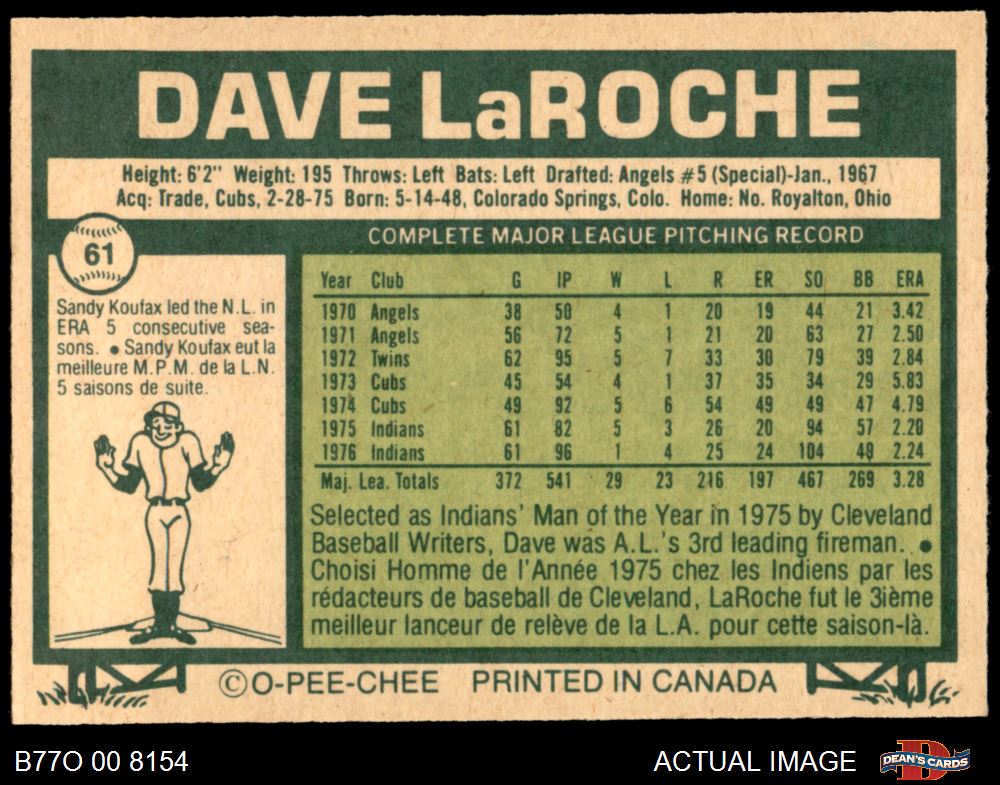 DAVE LaROCHE
Height: 6'2" Weight: 195 Throws: Left Bats: Left Drafted: Angels #5 (Special)-Jan., 1967
Acq: Trade, Cubs, 2-28-75 Born: 5-14-48, Colorado Springs, Colo. Home: No. Royalton, Ohio
61
Sandy Koufax led the N.L. in
ERA 5 consecutive sea-
sons. ● Sandy Koufax eut la
meilleure M.P.M. de la L.N.
5 saisons de suite.
COMPLETE MAJOR LEAGUE PITCHING RECORD
Year Club G IP W L R ER SO BB ERA
1970 Angels 38 50 4 1 20 19 44 21 3.42
1971 Angels 56 72 5 1 21 20 63 27 2.50
1972 Twins 62 95 5 7 33 30 79 39 2.84
1973 Cubs 45 54 4 1 37 35 34 29 5.83
1974 Cubs 49 92 5 6 54 49 49 47 4.79
1975 Indians 61 82 5 3 26 20 94 57 2.20
1976 Indians 61 96 1 4 25 24 104 49 2.24
Maj. Lea. Totals 372 541 29 23 216 197 467 269 3.28
Selected as Indians' Man of the Year in 1975 by Cleveland
Baseball Writers, Dave was A.L.'s 3rd leading fireman. ●
Choisi Homme de l'Année 1975 chez les Indiens par les
rédacteurs de baseball de Cleveland, LaRoche fut le 3ième
meilleur lanceur de relève de la L.A. pour cette saison-là.
©O-PEE-CHEE PRINTED IN CANADA
B77O 00 8154 ACTUAL IMAGE DEAN'S CARDS